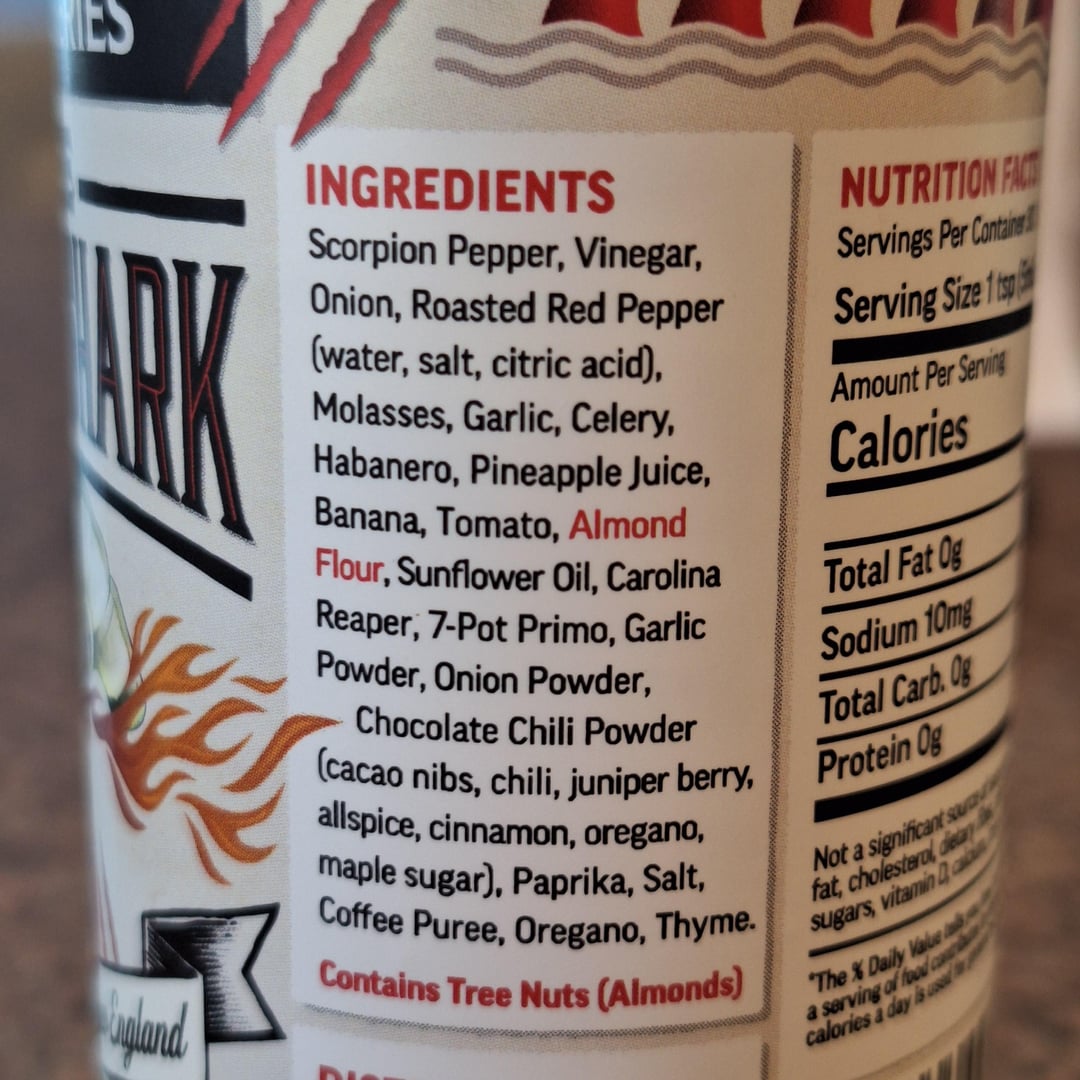 RIES
ARK
England
INGREDIENTS
Scorpion Pepper, Vinegar,
Onion, Roasted Red Pepper
(water, salt, citric acid),
Molasses, Garlic, Celery,
Habanero, Pineapple Juice,
Banana, Tomato, Almond
Flour, Sunflower Oil, Carolina
Reaper, 7-Pot Primo, Garlic
Powder, Onion Powder,
Chocolate Chili Powder
(cacao nibs, chili, juniper berry,
allspice, cinnamon, oregano,
maple sugar), Paprika, Salt,
Coffee Puree, Oregano, Thyme.
Contains Tree Nuts (Almonds)
NUTRITION FACTS
Servings Per Container
Serving Size 1 tsp
Amount Per Serving
Calories
Total Fat 0g
Sodium 10mg
Total Carb. 0g
Protein 0g
Not a significant source
fat, cholesterol, dietary
sugars, vitamin D,
*The % Daily Value tells
a serving of food
calories a day is used